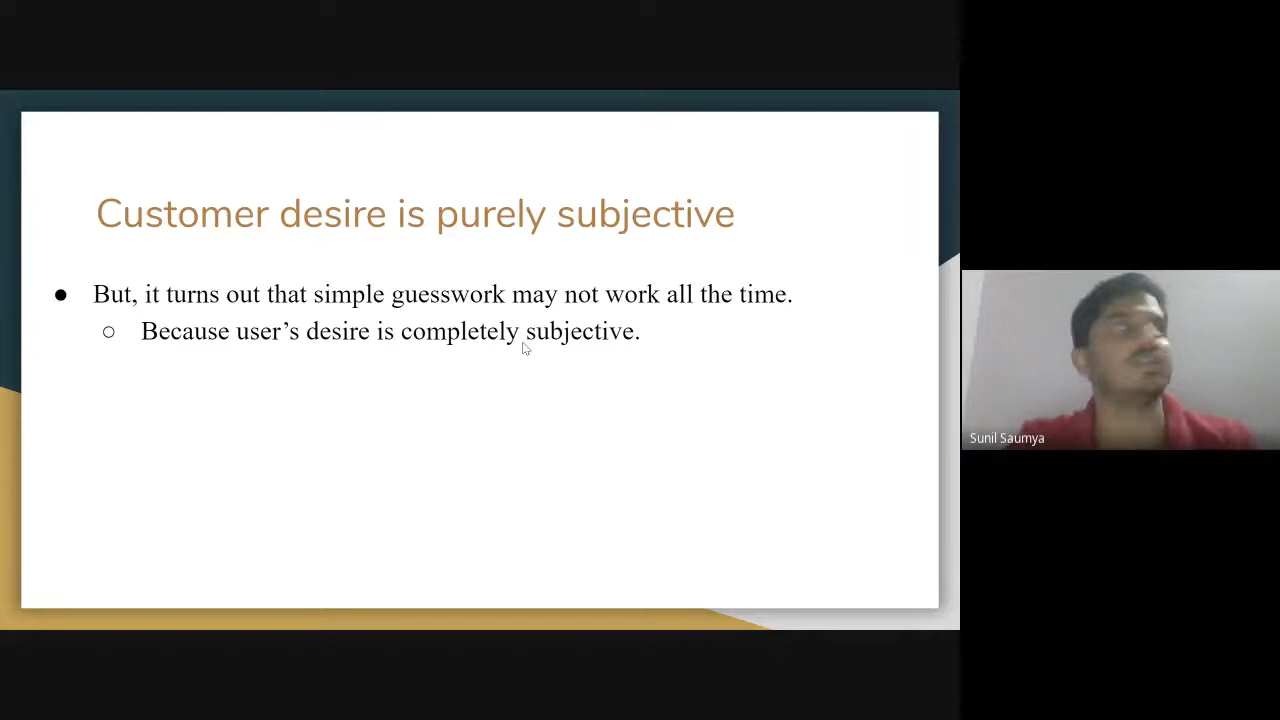 Customer desire is purely subjective
● But, it turns out that simple guesswork may not work all the time.
○ Because user’s desire is completely subjective.
Sunil Saumya